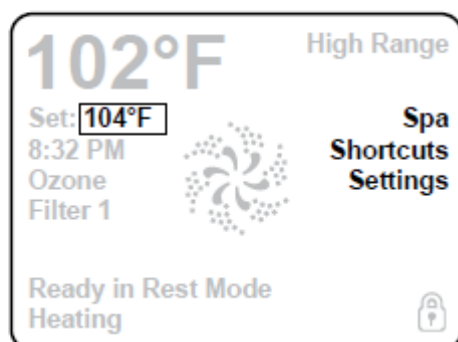 102°F
High Range
Set: 104°F
Spa
8:32 PM
Shortcuts
Ozone
Settings
Filter 1
Ready in Rest Mode
Heating